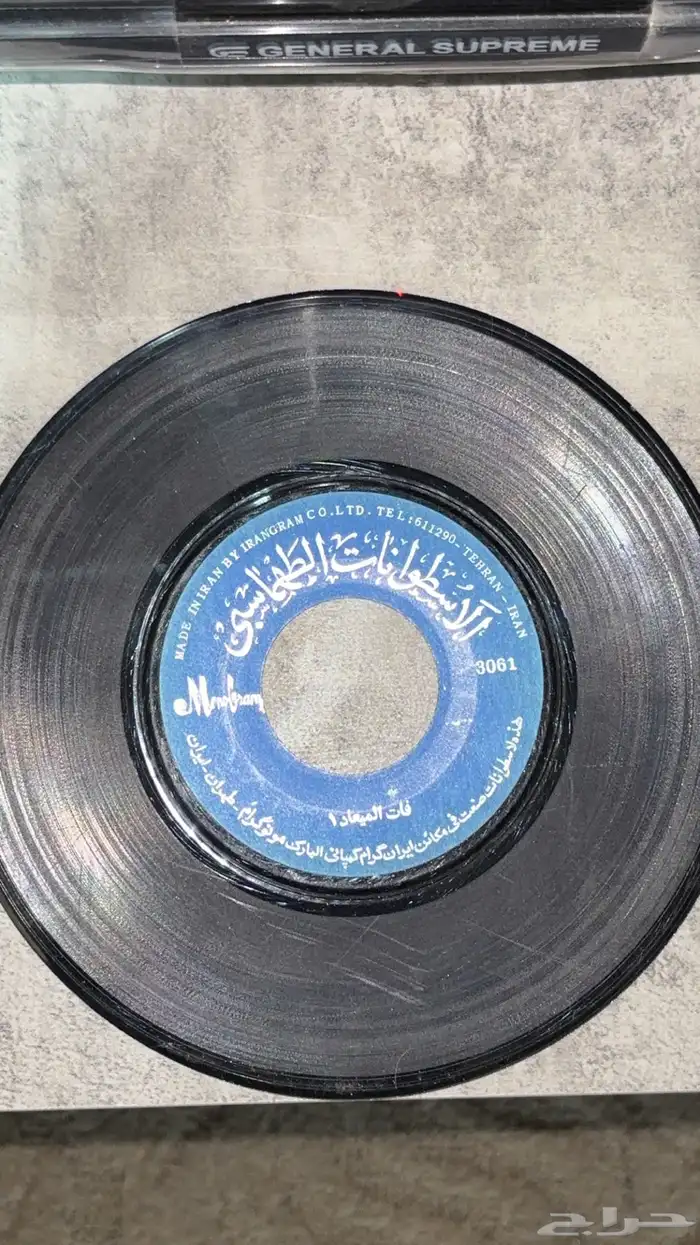 GENERAL SUPREME
MADE IN IRAN BY IRANGRAM CO.LTD. TEL:611290- TEHRAN - IRAN
الاسطوانات الطهماسبي
3061
MonoGram
فات الميعاد ١
هذه الاسطوانات صنعت في مكائن ايران گرام كمپاني المبارك مونوگرام - طهران - ايران
حراج